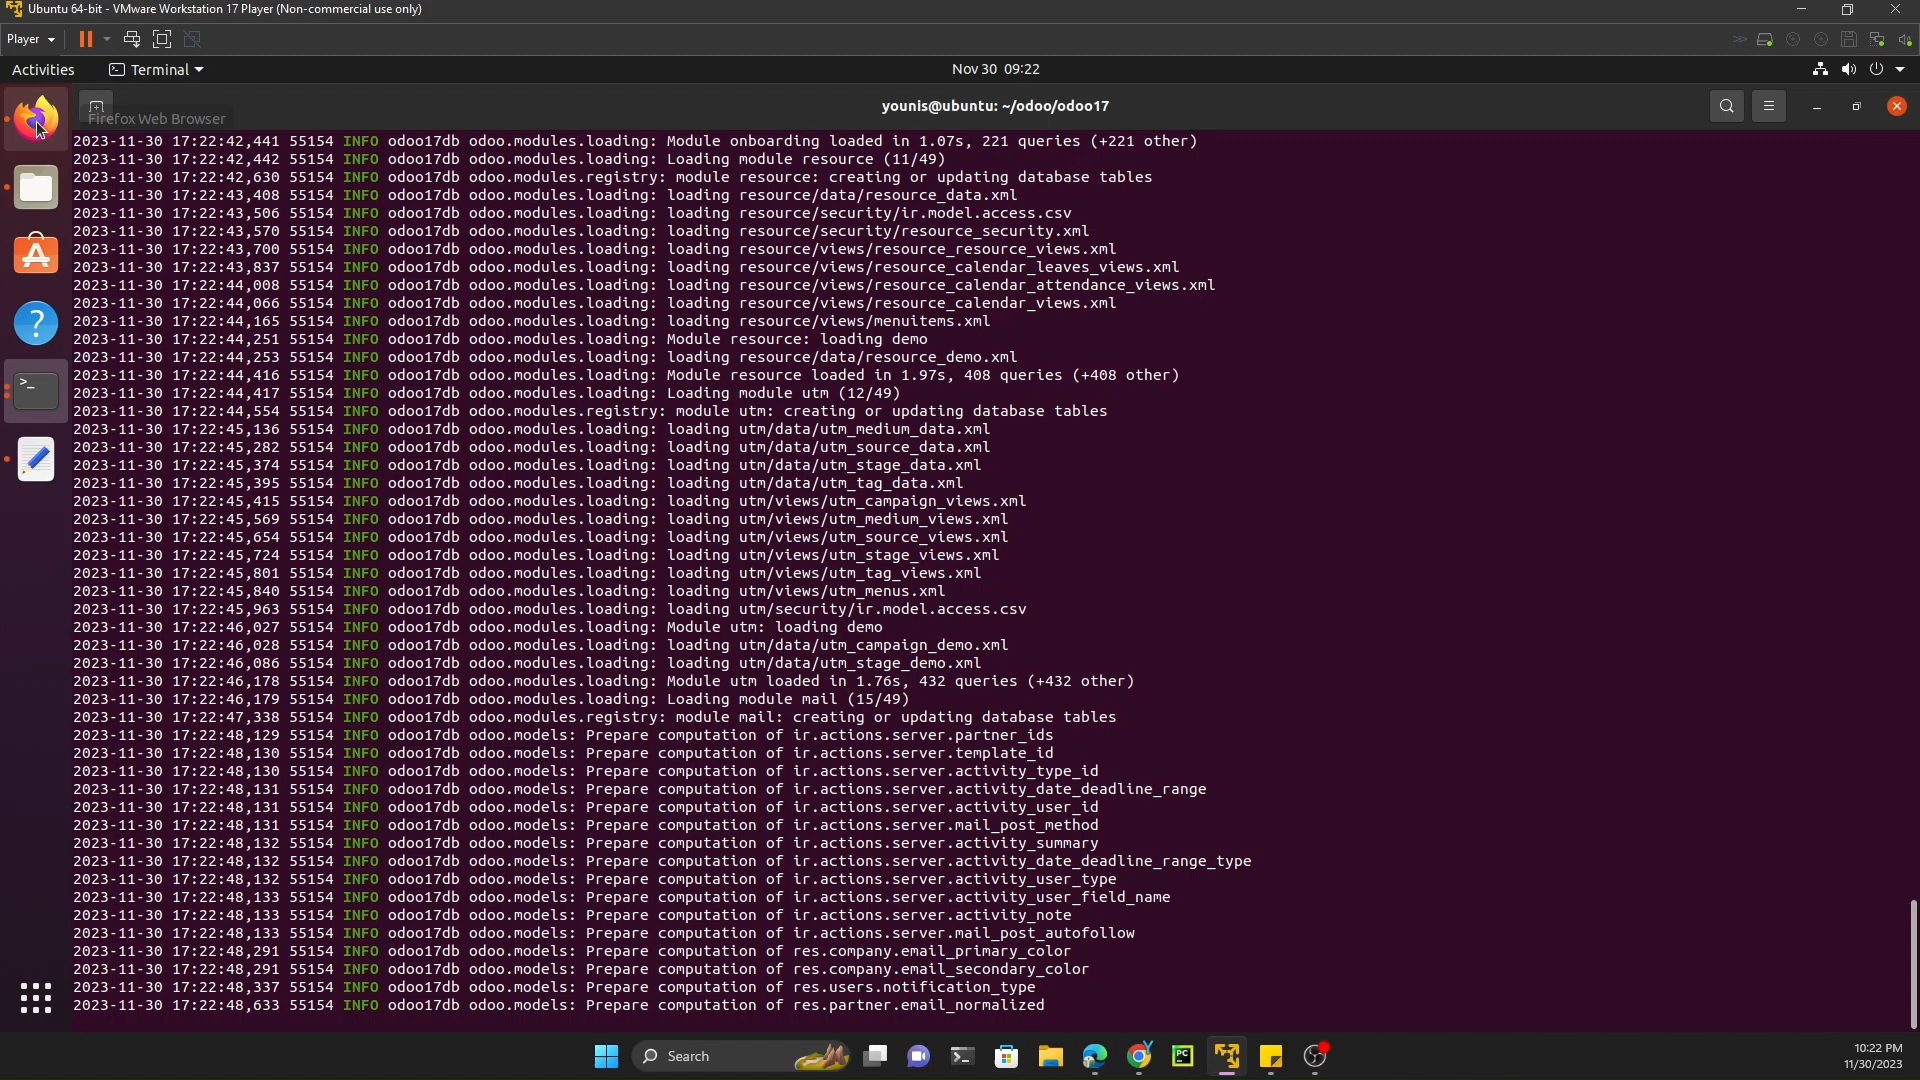 Ubuntu 64-bit - VMware Workstation 17 Player (Non-commercial use only)
Player
Activities Terminal Nov 30 09:22
younis@ubuntu: ~/odoo/odoo17
Firefox Web Browser
2023-11-30 17:22:42,441 55154 INFO odoo17db odoo.modules.loading: Module onboarding loaded in 1.07s, 221 queries (+221 other)
2023-11-30 17:22:42,442 55154 INFO odoo17db odoo.modules.loading: Loading module resource (11/49)
2023-11-30 17:22:42,630 55154 INFO odoo17db odoo.modules.registry: module resource: creating or updating database tables
2023-11-30 17:22:43,408 55154 INFO odoo17db odoo.modules.loading: loading resource/data/resource_data.xml
2023-11-30 17:22:43,506 55154 INFO odoo17db odoo.modules.loading: loading resource/security/ir.model.access.csv
2023-11-30 17:22:43,570 55154 INFO odoo17db odoo.modules.loading: loading resource/security/resource_security.xml
2023-11-30 17:22:43,700 55154 INFO odoo17db odoo.modules.loading: loading resource/views/resource_resource_views.xml
2023-11-30 17:22:43,837 55154 INFO odoo17db odoo.modules.loading: loading resource/views/resource_calendar_leaves_views.xml
2023-11-30 17:22:44,008 55154 INFO odoo17db odoo.modules.loading: loading resource/views/resource_calendar_attendance_views.xml
2023-11-30 17:22:44,066 55154 INFO odoo17db odoo.modules.loading: loading resource/views/resource_calendar_views.xml
2023-11-30 17:22:44,165 55154 INFO odoo17db odoo.modules.loading: loading resource/views/menuitems.xml
2023-11-30 17:22:44,251 55154 INFO odoo17db odoo.modules.loading: Module resource: loading demo
2023-11-30 17:22:44,253 55154 INFO odoo17db odoo.modules.loading: loading resource/data/resource_demo.xml
2023-11-30 17:22:44,416 55154 INFO odoo17db odoo.modules.loading: Module resource loaded in 1.97s, 408 queries (+408 other)
2023-11-30 17:22:44,417 55154 INFO odoo17db odoo.modules.loading: Loading module utm (12/49)
2023-11-30 17:22:44,554 55154 INFO odoo17db odoo.modules.registry: module utm: creating or updating database tables
2023-11-30 17:22:45,136 55154 INFO odoo17db odoo.modules.loading: loading utm/data/utm_medium_data.xml
2023-11-30 17:22:45,282 55154 INFO odoo17db odoo.modules.loading: loading utm/data/utm_source_data.xml
2023-11-30 17:22:45,374 55154 INFO odoo17db odoo.modules.loading: loading utm/data/utm_stage_data.xml
2023-11-30 17:22:45,395 55154 INFO odoo17db odoo.modules.loading: loading utm/data/utm_tag_data.xml
2023-11-30 17:22:45,415 55154 INFO odoo17db odoo.modules.loading: loading utm/views/utm_campaign_views.xml
2023-11-30 17:22:45,569 55154 INFO odoo17db odoo.modules.loading: loading utm/views/utm_medium_views.xml
2023-11-30 17:22:45,654 55154 INFO odoo17db odoo.modules.loading: loading utm/views/utm_source_views.xml
2023-11-30 17:22:45,724 55154 INFO odoo17db odoo.modules.loading: loading utm/views/utm_stage_views.xml
2023-11-30 17:22:45,801 55154 INFO odoo17db odoo.modules.loading: loading utm/views/utm_tag_views.xml
2023-11-30 17:22:45,840 55154 INFO odoo17db odoo.modules.loading: loading utm/views/utm_menus.xml
2023-11-30 17:22:45,963 55154 INFO odoo17db odoo.modules.loading: loading utm/security/ir.model.access.csv
2023-11-30 17:22:46,027 55154 INFO odoo17db odoo.modules.loading: Module utm: loading demo
2023-11-30 17:22:46,028 55154 INFO odoo17db odoo.modules.loading: loading utm/data/utm_campaign_demo.xml
2023-11-30 17:22:46,086 55154 INFO odoo17db odoo.modules.loading: loading utm/data/utm_stage_demo.xml
2023-11-30 17:22:46,178 55154 INFO odoo17db odoo.modules.loading: Module utm loaded in 1.76s, 432 queries (+432 other)
2023-11-30 17:22:46,179 55154 INFO odoo17db odoo.modules.loading: Loading module mail (15/49)
2023-11-30 17:22:47,338 55154 INFO odoo17db odoo.modules.registry: module mail: creating or updating database tables
2023-11-30 17:22:48,129 55154 INFO odoo17db odoo.models: Prepare computation of ir.actions.server.partner_ids
2023-11-30 17:22:48,130 55154 INFO odoo17db odoo.models: Prepare computation of ir.actions.server.template_id
2023-11-30 17:22:48,130 55154 INFO odoo17db odoo.models: Prepare computation of ir.actions.server.activity_type_id
2023-11-30 17:22:48,131 55154 INFO odoo17db odoo.models: Prepare computation of ir.actions.server.activity_date_deadline_range
2023-11-30 17:22:48,131 55154 INFO odoo17db odoo.models: Prepare computation of ir.actions.server.activity_user_id
2023-11-30 17:22:48,131 55154 INFO odoo17db odoo.models: Prepare computation of ir.actions.server.mail_post_method
2023-11-30 17:22:48,132 55154 INFO odoo17db odoo.models: Prepare computation of ir.actions.server.activity_summary
2023-11-30 17:22:48,132 55154 INFO odoo17db odoo.models: Prepare computation of ir.actions.server.activity_date_deadline_range_type
2023-11-30 17:22:48,132 55154 INFO odoo17db odoo.models: Prepare computation of ir.actions.server.activity_user_type
2023-11-30 17:22:48,133 55154 INFO odoo17db odoo.models: Prepare computation of ir.actions.server.activity_user_field_name
2023-11-30 17:22:48,133 55154 INFO odoo17db odoo.models: Prepare computation of ir.actions.server.activity_note
2023-11-30 17:22:48,133 55154 INFO odoo17db odoo.models: Prepare computation of ir.actions.server.mail_post_autofollow
2023-11-30 17:22:48,291 55154 INFO odoo17db odoo.models: Prepare computation of res.company.email_primary_color
2023-11-30 17:22:48,291 55154 INFO odoo17db odoo.models: Prepare computation of res.company.email_secondary_color
2023-11-30 17:22:48,337 55154 INFO odoo17db odoo.models: Prepare computation of res.users.notification_type
2023-11-30 17:22:48,633 55154 INFO odoo17db odoo.models: Prepare computation of res.partner.email_normalized
Search
PC
10:22 PM
11/30/2023